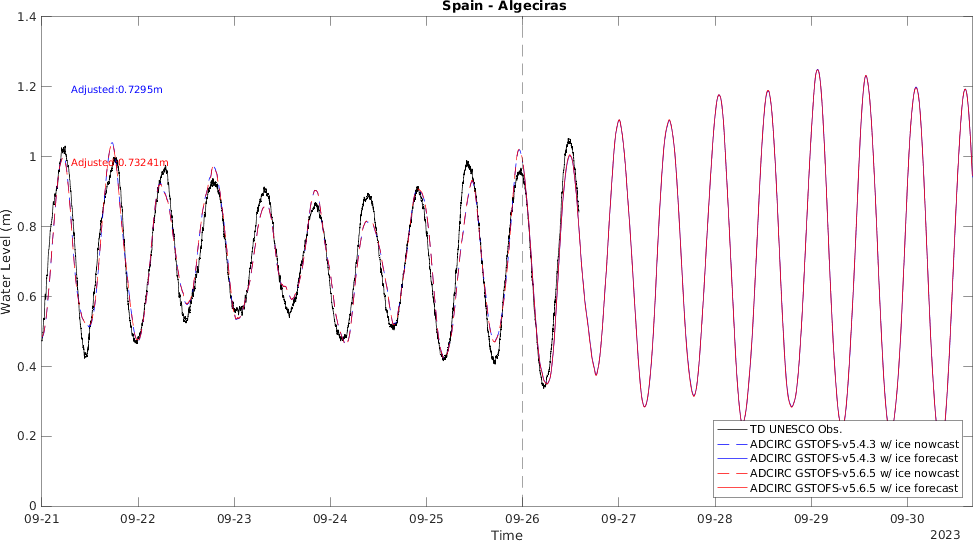 Spain - Algeciras
1.4
1.2
1
0.8
0.6
0.4
0.2
0
Water Level (m)
Adjusted:0.7295m
Adjusted:0.73241m
TD UNESCO Obs.
ADCIRC GSTOFS-v5.4.3 w/ ice nowcast
ADCIRC GSTOFS-v5.4.3 w/ ice forecast
ADCIRC GSTOFS-v5.6.5 w/ ice nowcast
ADCIRC GSTOFS-v5.6.5 w/ ice forecast
09-21 09-22 09-23 09-24 09-25 09-26 09-27 09-28 09-29 09-30
Time
2023